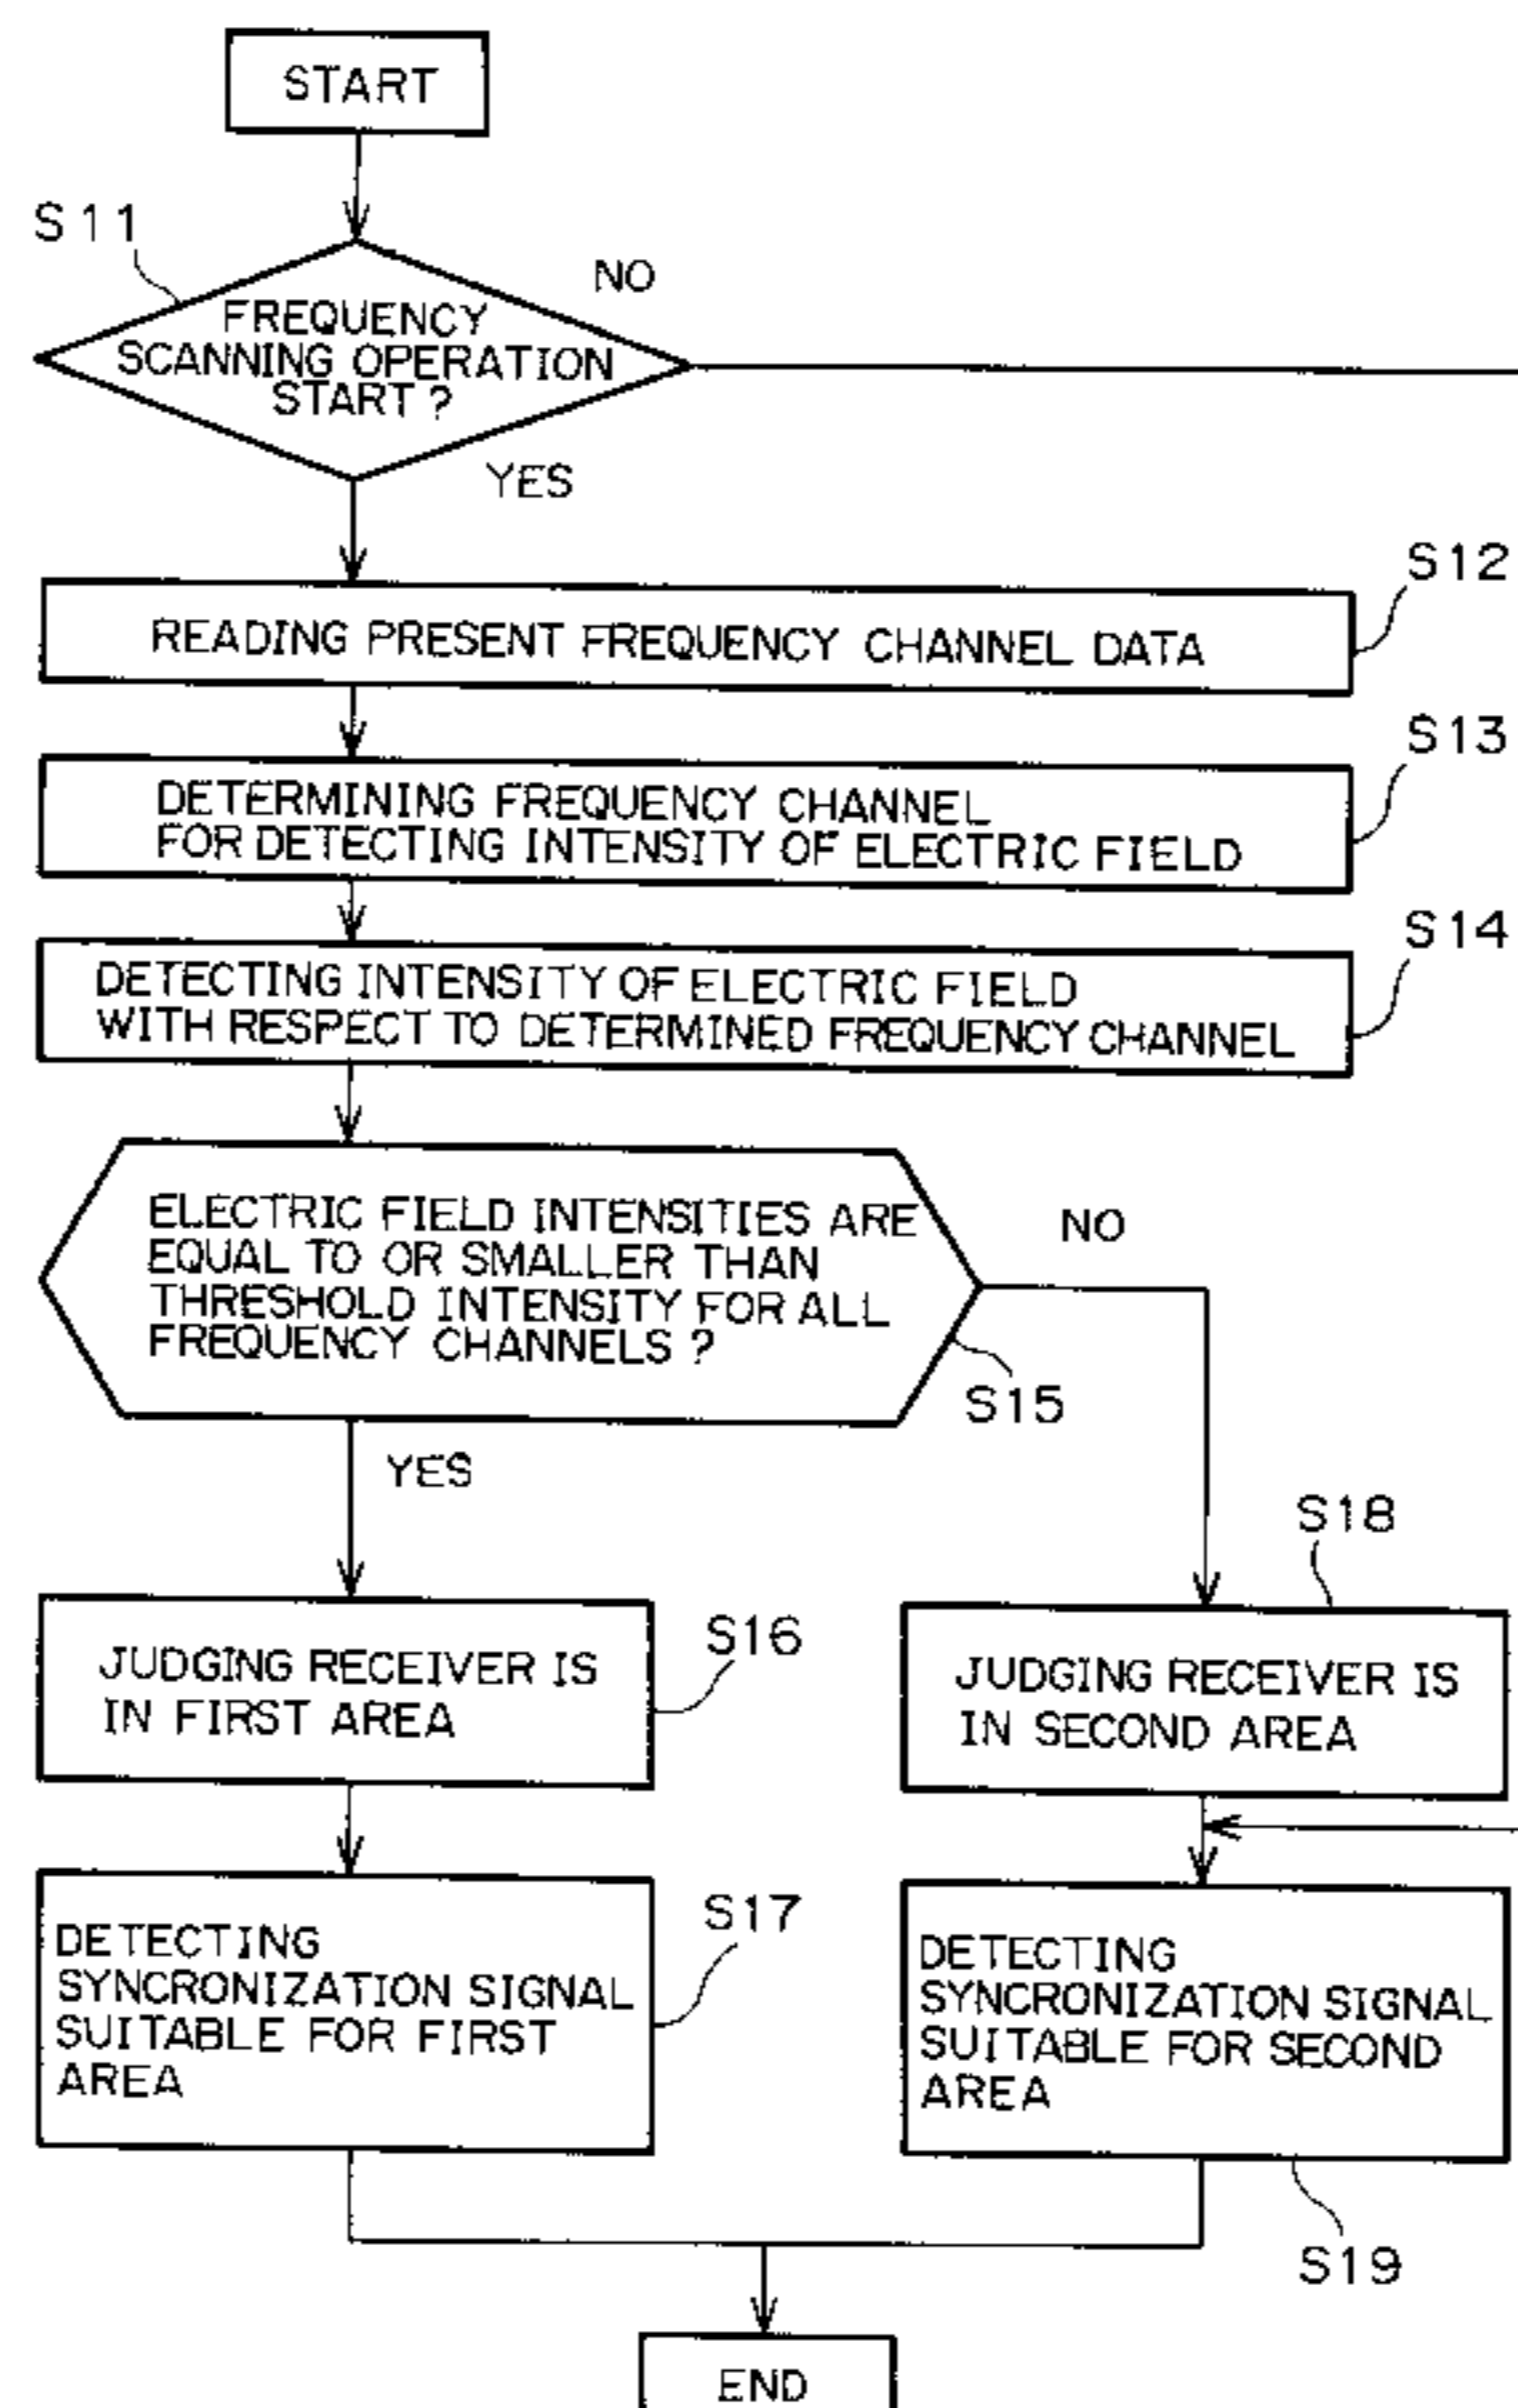 START
S11
NO
FREQUENCY
SCANNING OPERATION
START?
YES
S12
READING PRESENT FREQUENCY CHANNEL DATA
S13
DETERMINING FREQUENCY CHANNEL
FOR DETECTING INTENSITY OF ELECTRIC FIELD
S14
DETECTING INTENSITY OF ELECTRIC FIELD
WITH RESPECT TO DETERMINED FREQUENCY CHANNEL
ELECTRIC FIELD INTENSITIES ARE
EQUAL TO OR SMALLER THAN
THRESHOLD INTENSITY FOR ALL
FREQUENCY CHANNELS?
NO
S15
YES
S16
JUDGING RECEIVER IS
IN FIRST AREA
S18
JUDGING RECEIVER IS
IN SECOND AREA
S17
DETECTING
SYNCRONIZATION SIGNAL
SUITABLE FOR FIRST
AREA
DETECTING
SYNCRONIZATION SIGNAL
SUITABLE FOR SECOND
AREA
S19
END